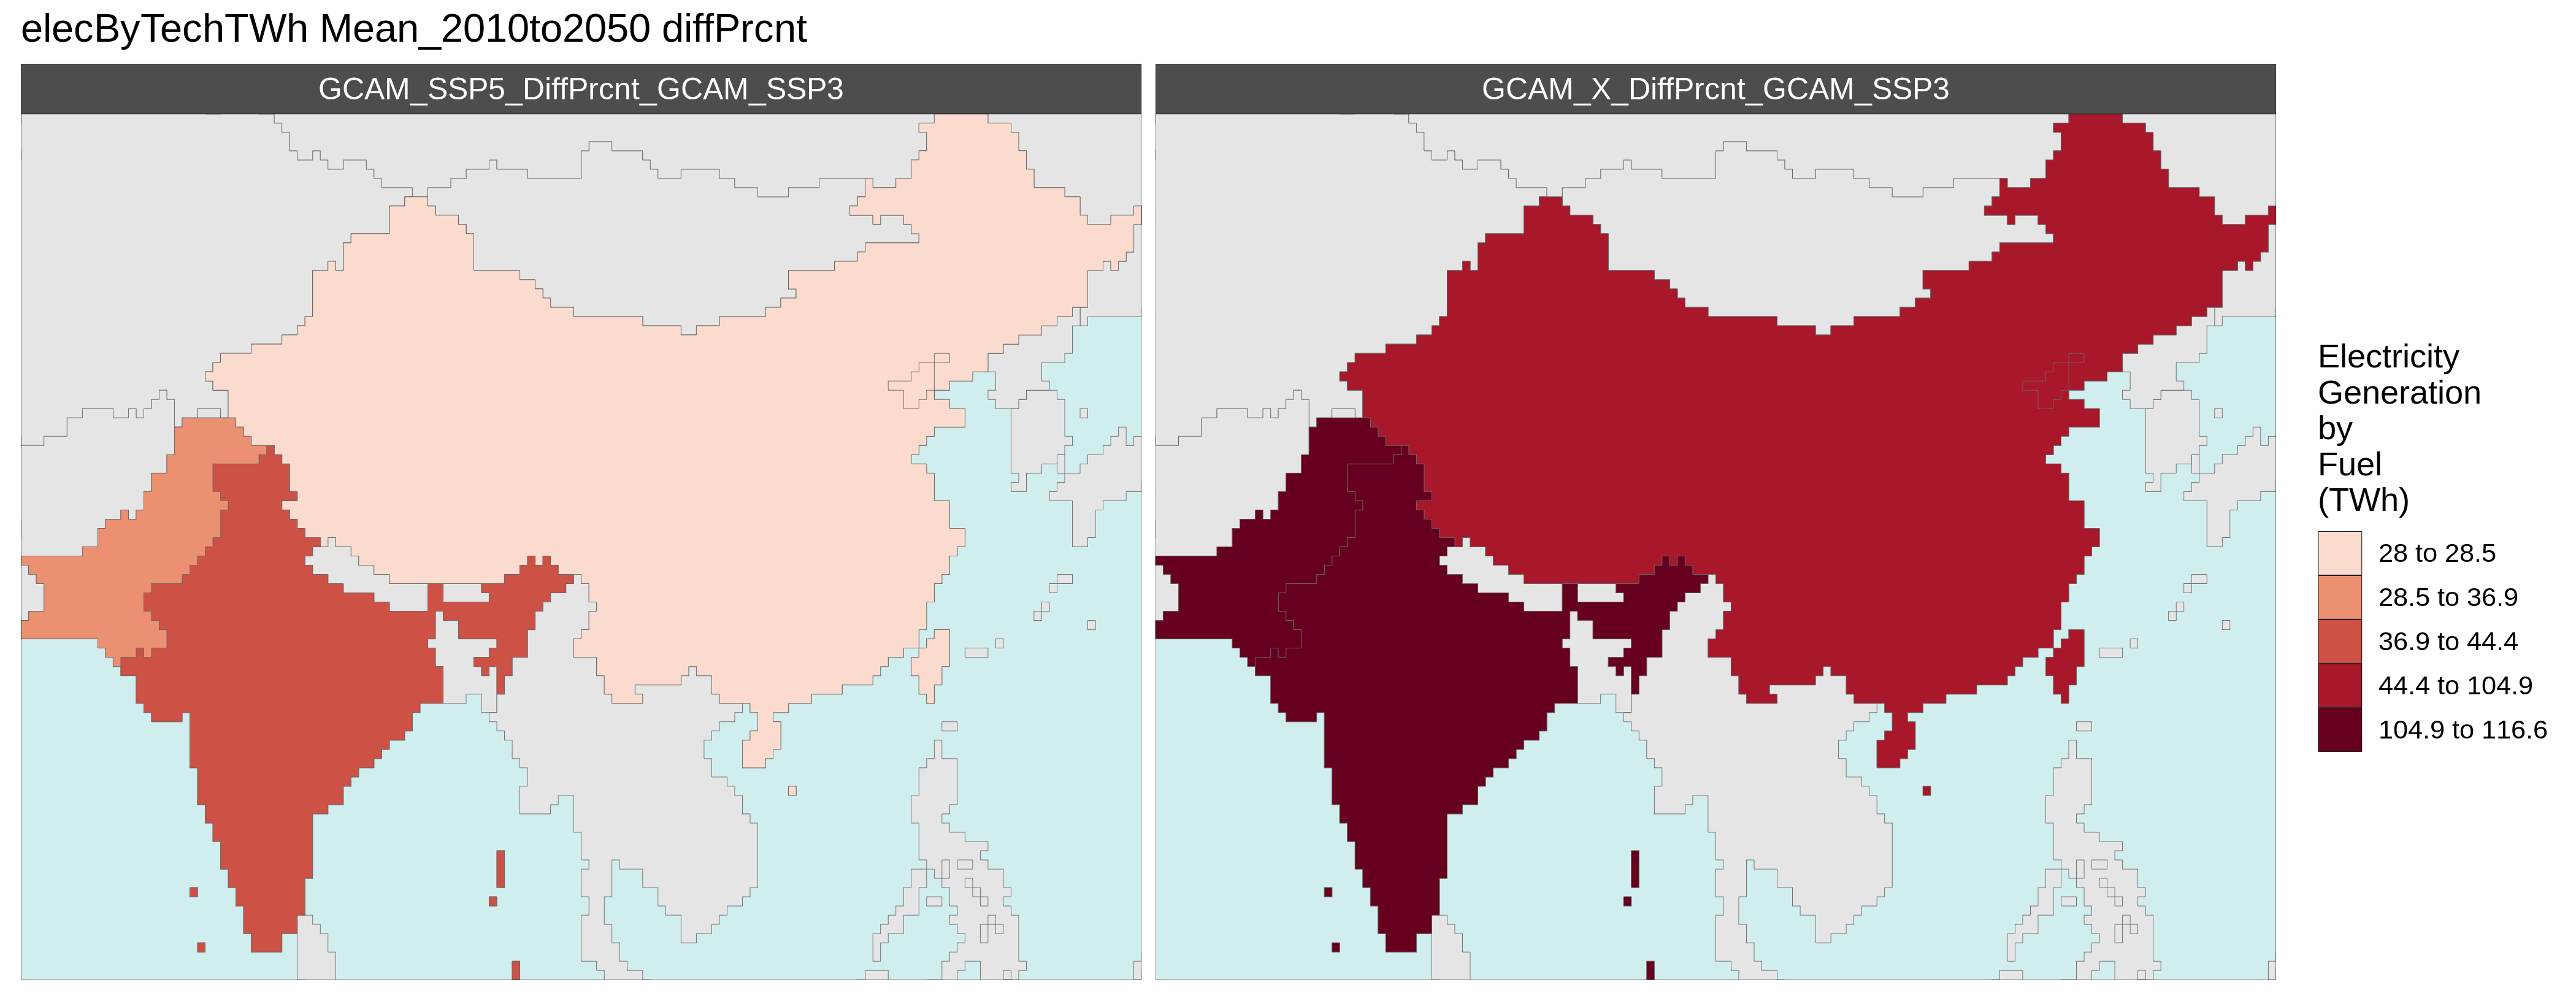 elecByTechTWh Mean_2010to2050 diffPrcnt
GCAM_SSP5_DiffPrcnt_GCAM_SSP3
GCAM_X_DiffPrcnt_GCAM_SSP3
Electricity
Generation
by
Fuel
(TWh)
28 to 28.5
28.5 to 36.9
36.9 to 44.4
44.4 to 104.9
104.9 to 116.6